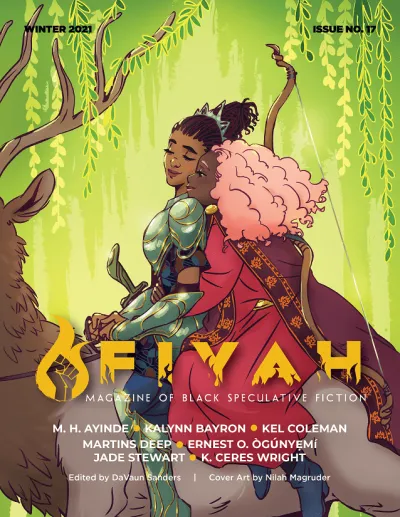 WINTER 2021 ISSUE NO. 17
FIYAH
MAGAZINE OF BLACK SPECULATIVE FICTION
M. H. AYINDE • KALYNN BAYRON • KEL COLEMAN
MARTINS DEEP • ERNEST O. ÒGÚNYEMÍ
JADE STEWART • K. CERES WRIGHT
Edited by DaVaun Sanders | Cover Art by Nilah Magruder